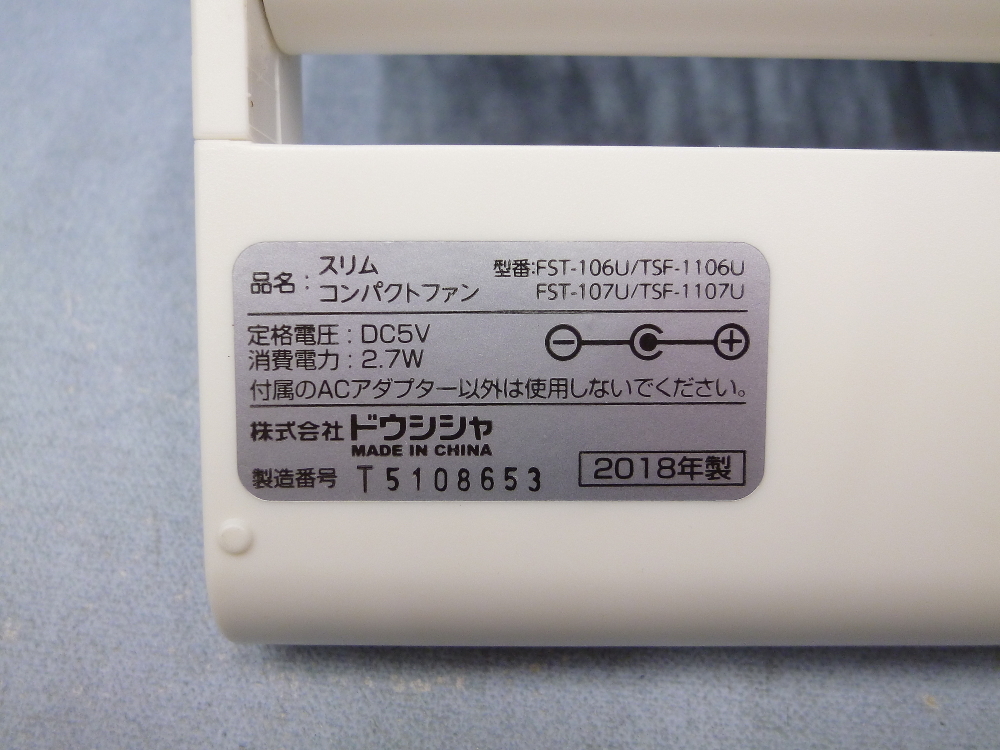 品名： スリム
コンパクトファン
型番:FST-106U/TSF-1106U
FST-107U/TSF-1107U
定格電圧：DC5V
消費電力：2.7W
付属のACアダプター以外は使用しないでください。
株式会社 ドウシシャ
MADE IN CHINA
製造番号 T5108653
2018年製